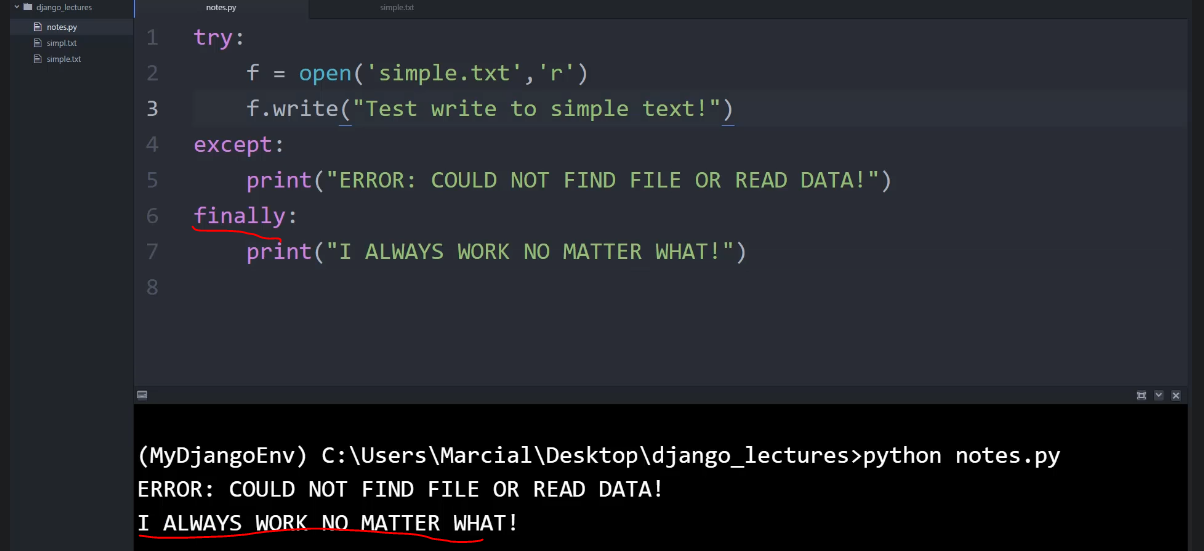 django_lectures
notes.py
simpl.txt
simple.txt
notes.py
simple.txt
1 try:
2     f = open('simple.txt','r')
3     f.write("Test write to simple text!")
4 except:
5     print("ERROR: COULD NOT FIND FILE OR READ DATA!")
6 finally:
7     print("I ALWAYS WORK NO MATTER WHAT!")
8
(MyDjangoEnv) C:\Users\Marcial\Desktop\django_lectures>python notes.py
ERROR: COULD NOT FIND FILE OR READ DATA!
I ALWAYS WORK NO MATTER WHAT!